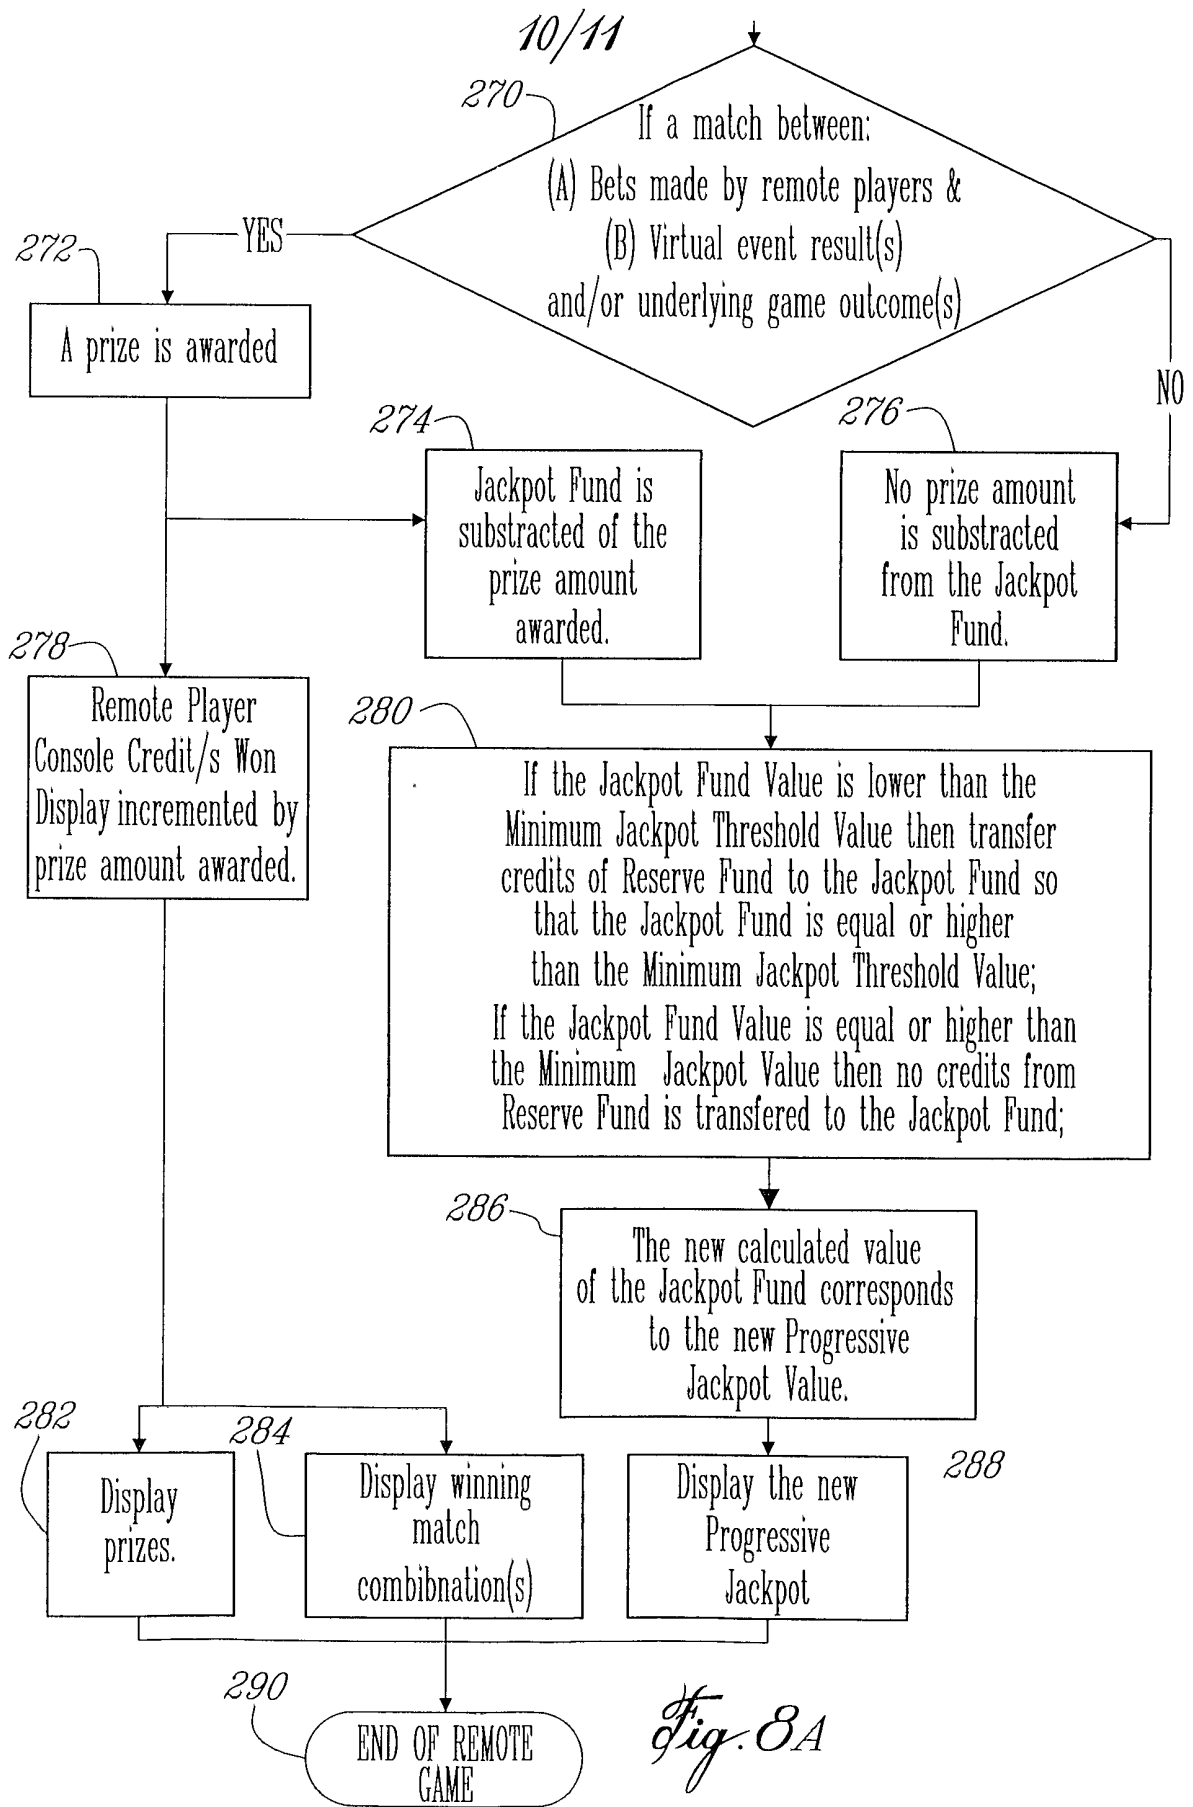 10/11
270
If a match between:
(A) Bets made by remote players &
(B) Virtual event result(s)
and/or underlying game outcome(s)
YES
NO
272
A prize is awarded
274
Jackpot Fund is
substracted of the
prize amount
awarded.
276
No prize amount
is substracted
from the Jackpot
Fund.
278
Remote Player
Console Credit/s Won
Display incremented by
prize amount awarded.
280
If the Jackpot Fund Value is lower than the
Minimum Jackpot Threshold Value then transfer
credits of Reserve Fund to the Jackpot Fund so
that the Jackpot Fund is equal or higher
than the Minimum Jackpot Threshold Value;
If the Jackpot Fund Value is equal or higher than
the Minimum Jackpot Value then no credits from
Reserve Fund is transfered to the Jackpot Fund;
286
The new calculated value
of the Jackpot Fund corresponds
to the new Progressive
Jackpot Value.
282
Display
prizes.
284
Display winning
match
combibnation(s)
288
Display the new
Progressive
Jackpot
290
END OF REMOTE
GAME
Fig. 8A